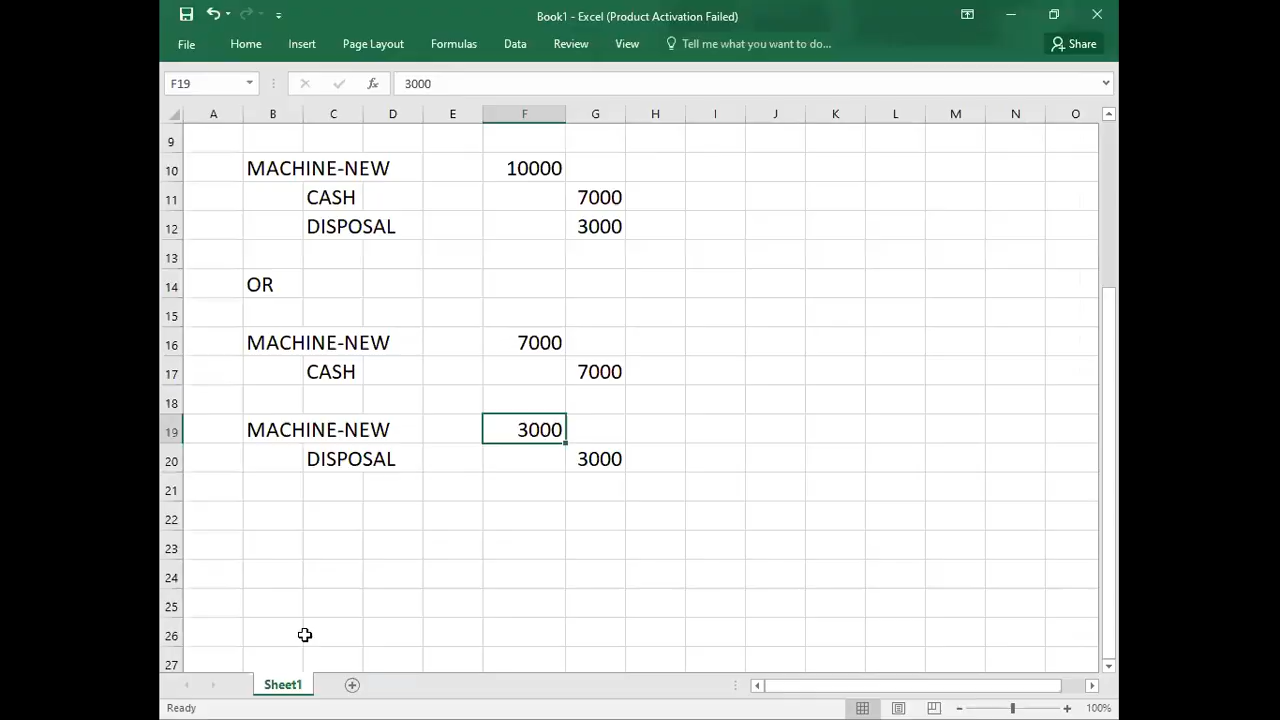 Book1 - Excel (Product Activation Failed)
File Home Insert Page Layout Formulas Data Review View Tell me what you want to do... Share
F19 fx 3000
A B C D E F G H I J K L M N O
9
10 MACHINE-NEW 10000
11 CASH 7000
12 DISPOSAL 3000
13
14 OR
15
16 MACHINE-NEW 7000
17 CASH 7000
18
19 MACHINE-NEW 3000
20 DISPOSAL 3000
21
22
23
24
25
26
27
Sheet1
Ready 100%